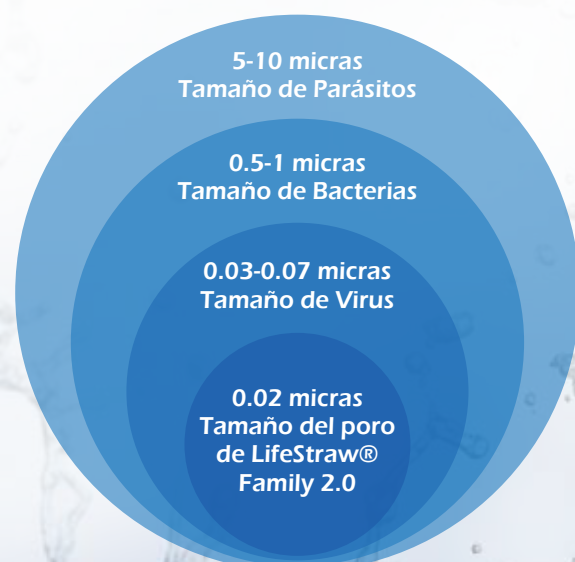 5-10 micras
Tamaño de Parásitos
0.5-1 micras
Tamaño de Bacterias
0.03-0.07 micras
Tamaño de Virus
0.02 micras
Tamaño del poro
de LifeStraw®
Family 2.0